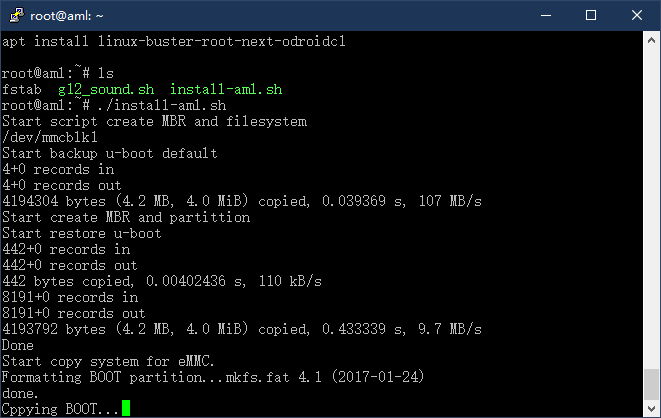 root@aml: ~
apt install linux-buster-root-next-odroidc1
root@aml:~# ls
fstab  g12_sound.sh  install-aml.sh
root@aml:~# ./install-aml.sh
Start script create MBR and filesystem
/dev/mmcblk1
Start backup u-boot default
4+0 records in
4+0 records out
4194304 bytes (4.2 MB, 4.0 MiB) copied, 0.039369 s, 107 MB/s
Start create MBR and partittion
Start restore u-boot
442+0 records in
442+0 records out
442 bytes copied, 0.00402436 s, 110 kB/s
8191+0 records in
8191+0 records out
4193792 bytes (4.2 MB, 4.0 MiB) copied, 0.433339 s, 9.7 MB/s
Done
Start copy system for eMMC.
Formatting BOOT partition...mkfs.fat 4.1 (2017-01-24)
done.
Cppying BOOT...